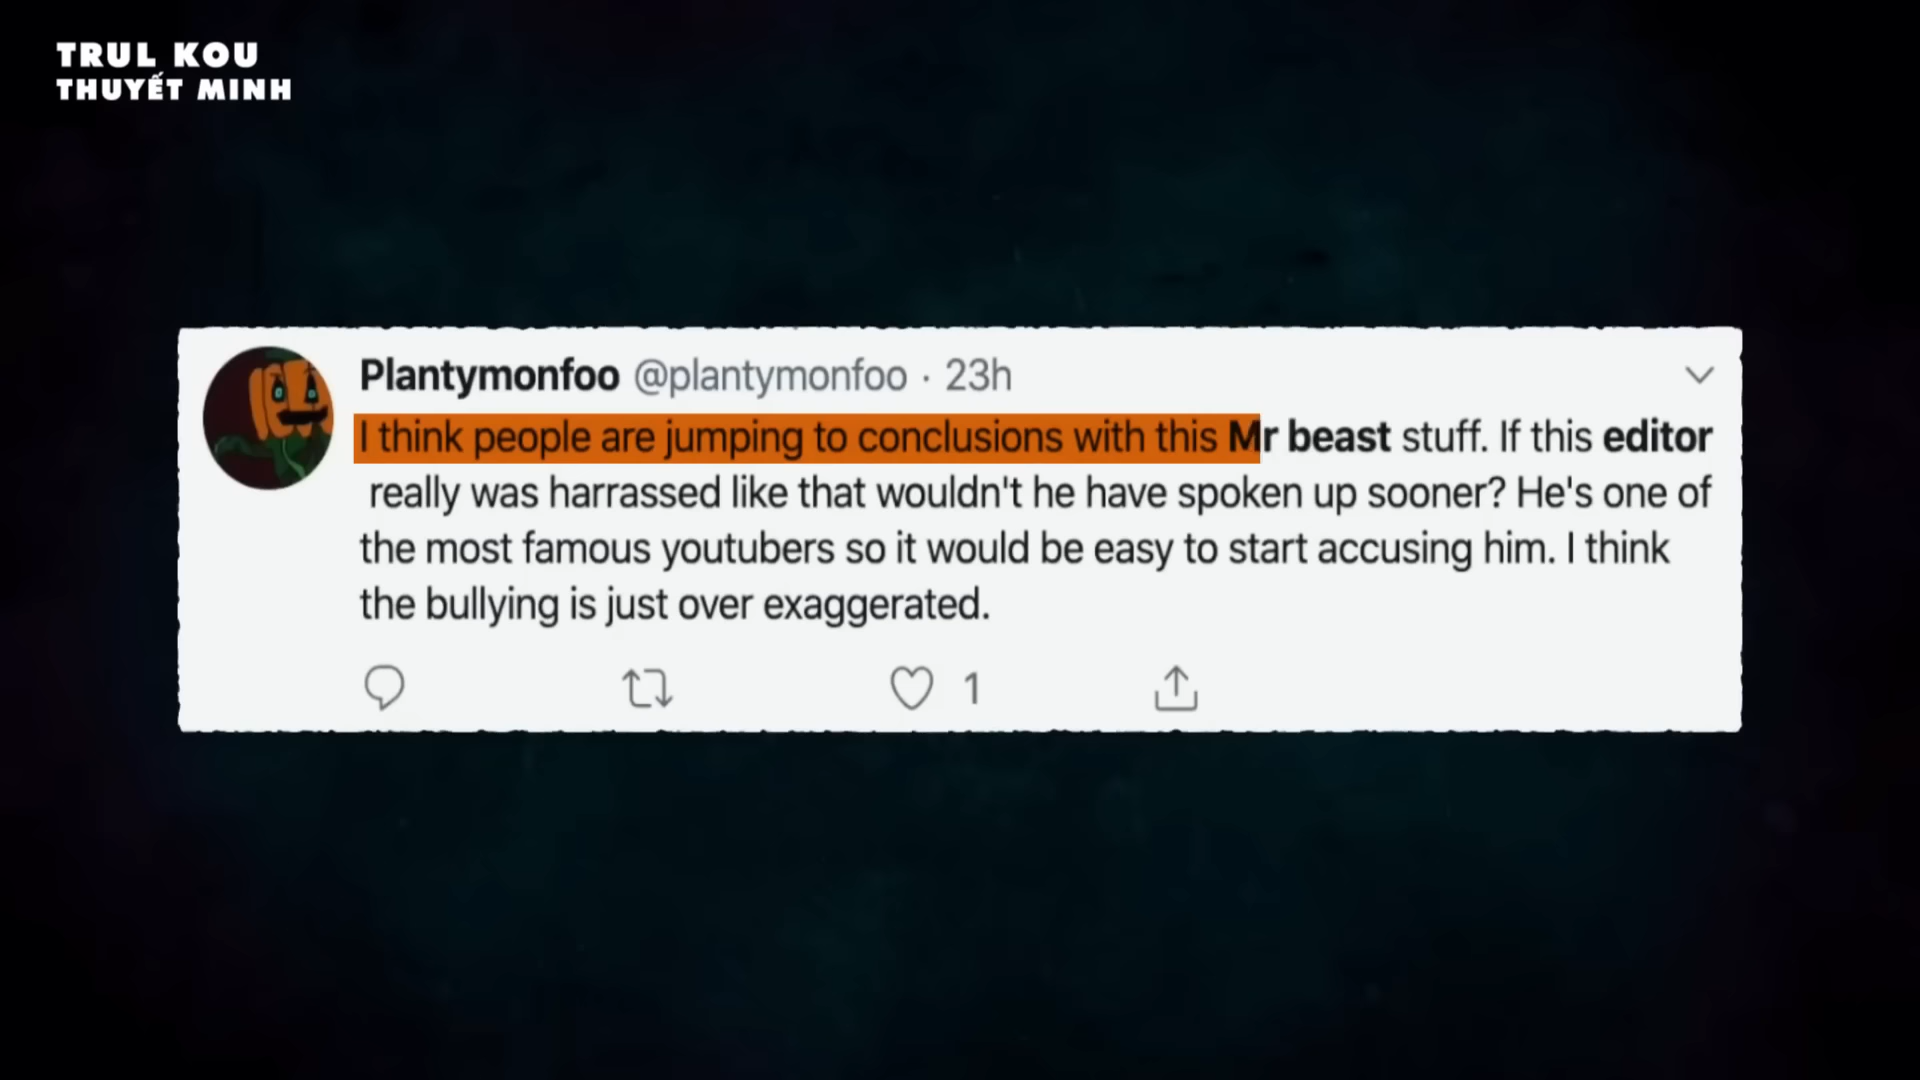 TRUL KOU
THUYẾT MINH
Plantymonfoo @plantymonfoo · 23h
I think people are jumping to conclusions with this Mr beast stuff. If this editor
really was harrassed like that wouldn't he have spoken up sooner? He's one of
the most famous youtubers so it would be easy to start accusing him. I think
the bullying is just over exaggerated.
1